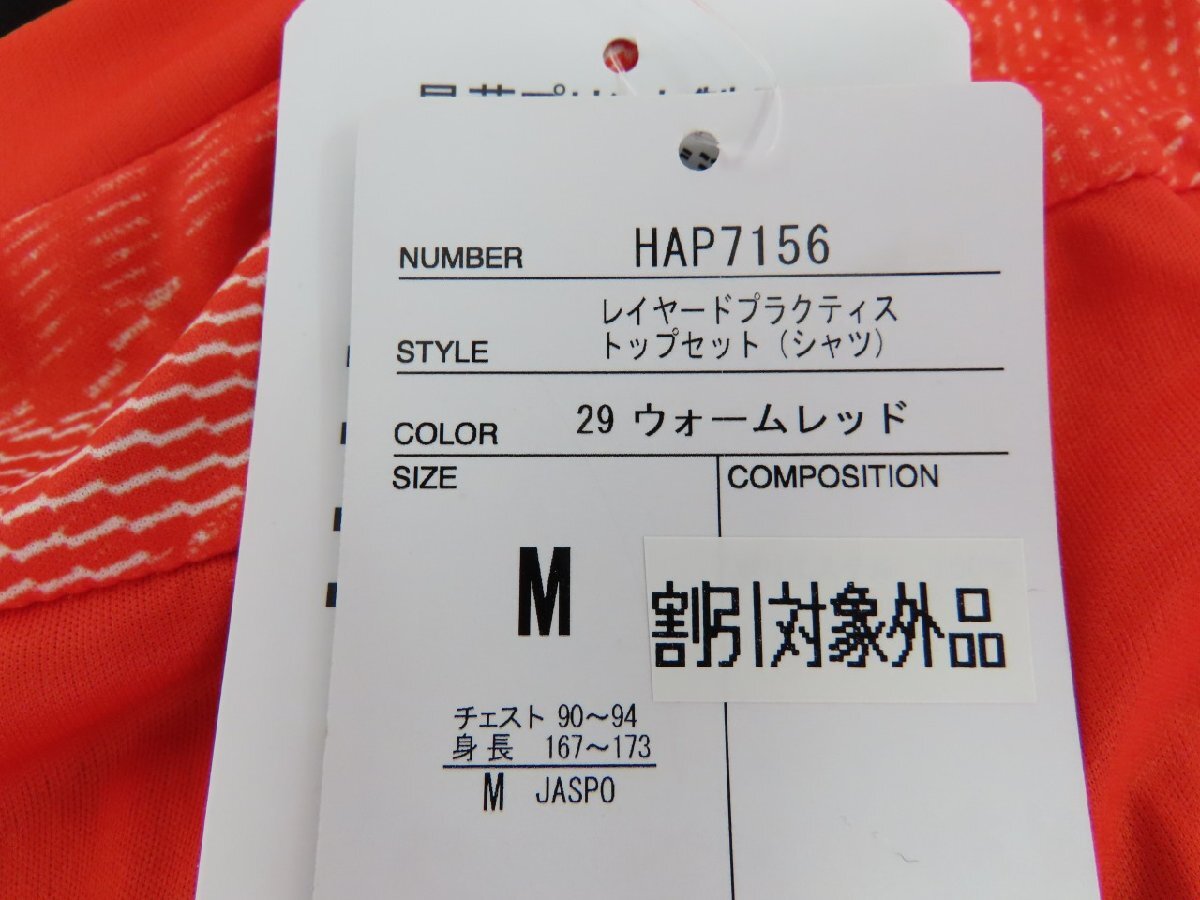 NUMBER HAP7156
レイヤードプラクティス
STYLE トップセット(シャツ)
COLOR 29 ウォームレッド
SIZE
COMPOSITION
M
割引対象外品
チェスト 90~94
身長 167~173
M JASPO